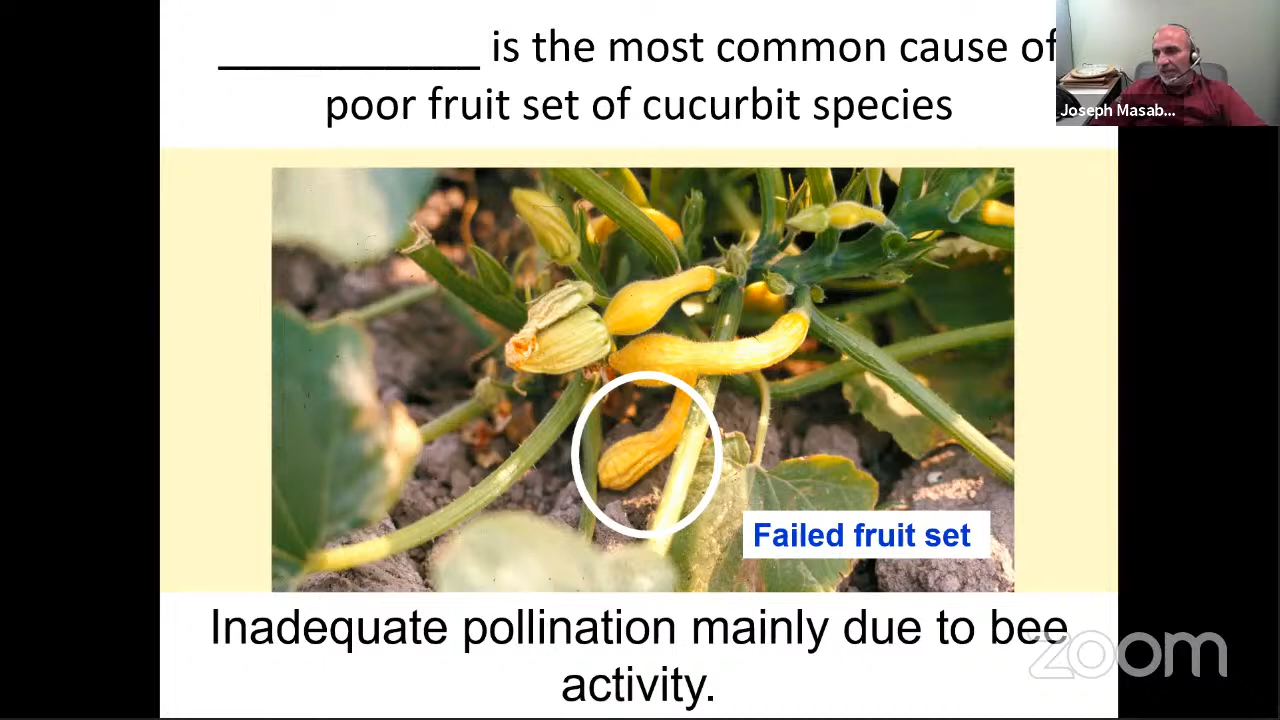 ___________ is the most common cause of
poor fruit set of cucurbit species
Joseph Masab...
Failed fruit set
Inadequate pollination mainly due to bee
activity.
zoom